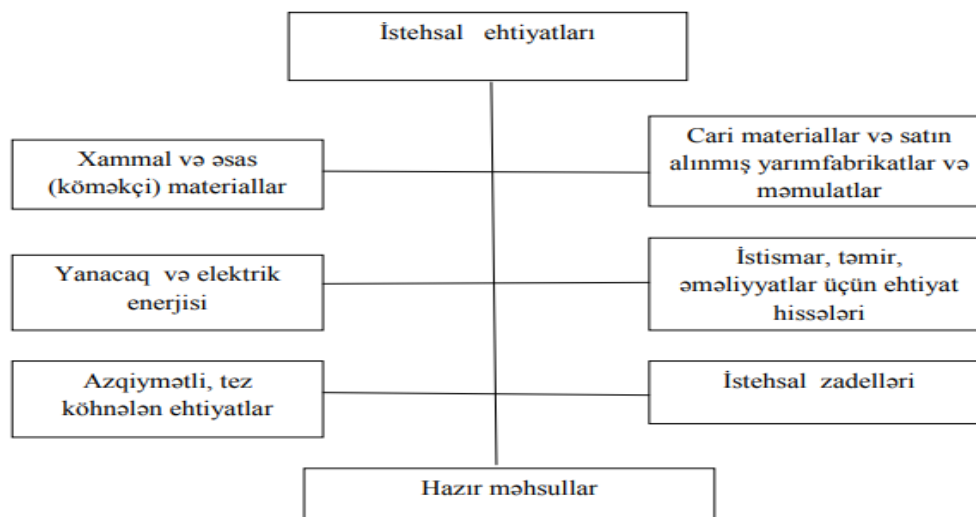 İstehsal ehtiyatları
Xammal və əsas
(köməkçi) materiallar
Cari materiallar və satın
alınmış yarımfabrikatlar və
məmulatlar
Yanacaq və elektrik
enerjisi
İstismar, təmir,
əməliyyatlar üçün ehtiyat
hissələri
Azqiymətli, tez
köhnələn ehtiyatlar
İstehsal zadelləri
Hazır məhsullar